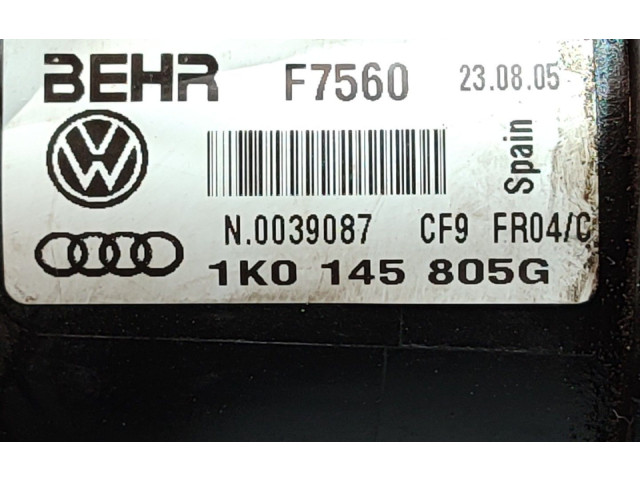 BEHR F7560 23.08.05
Spain
N.0039087 CF9 FR04/C
1K0 145 805G